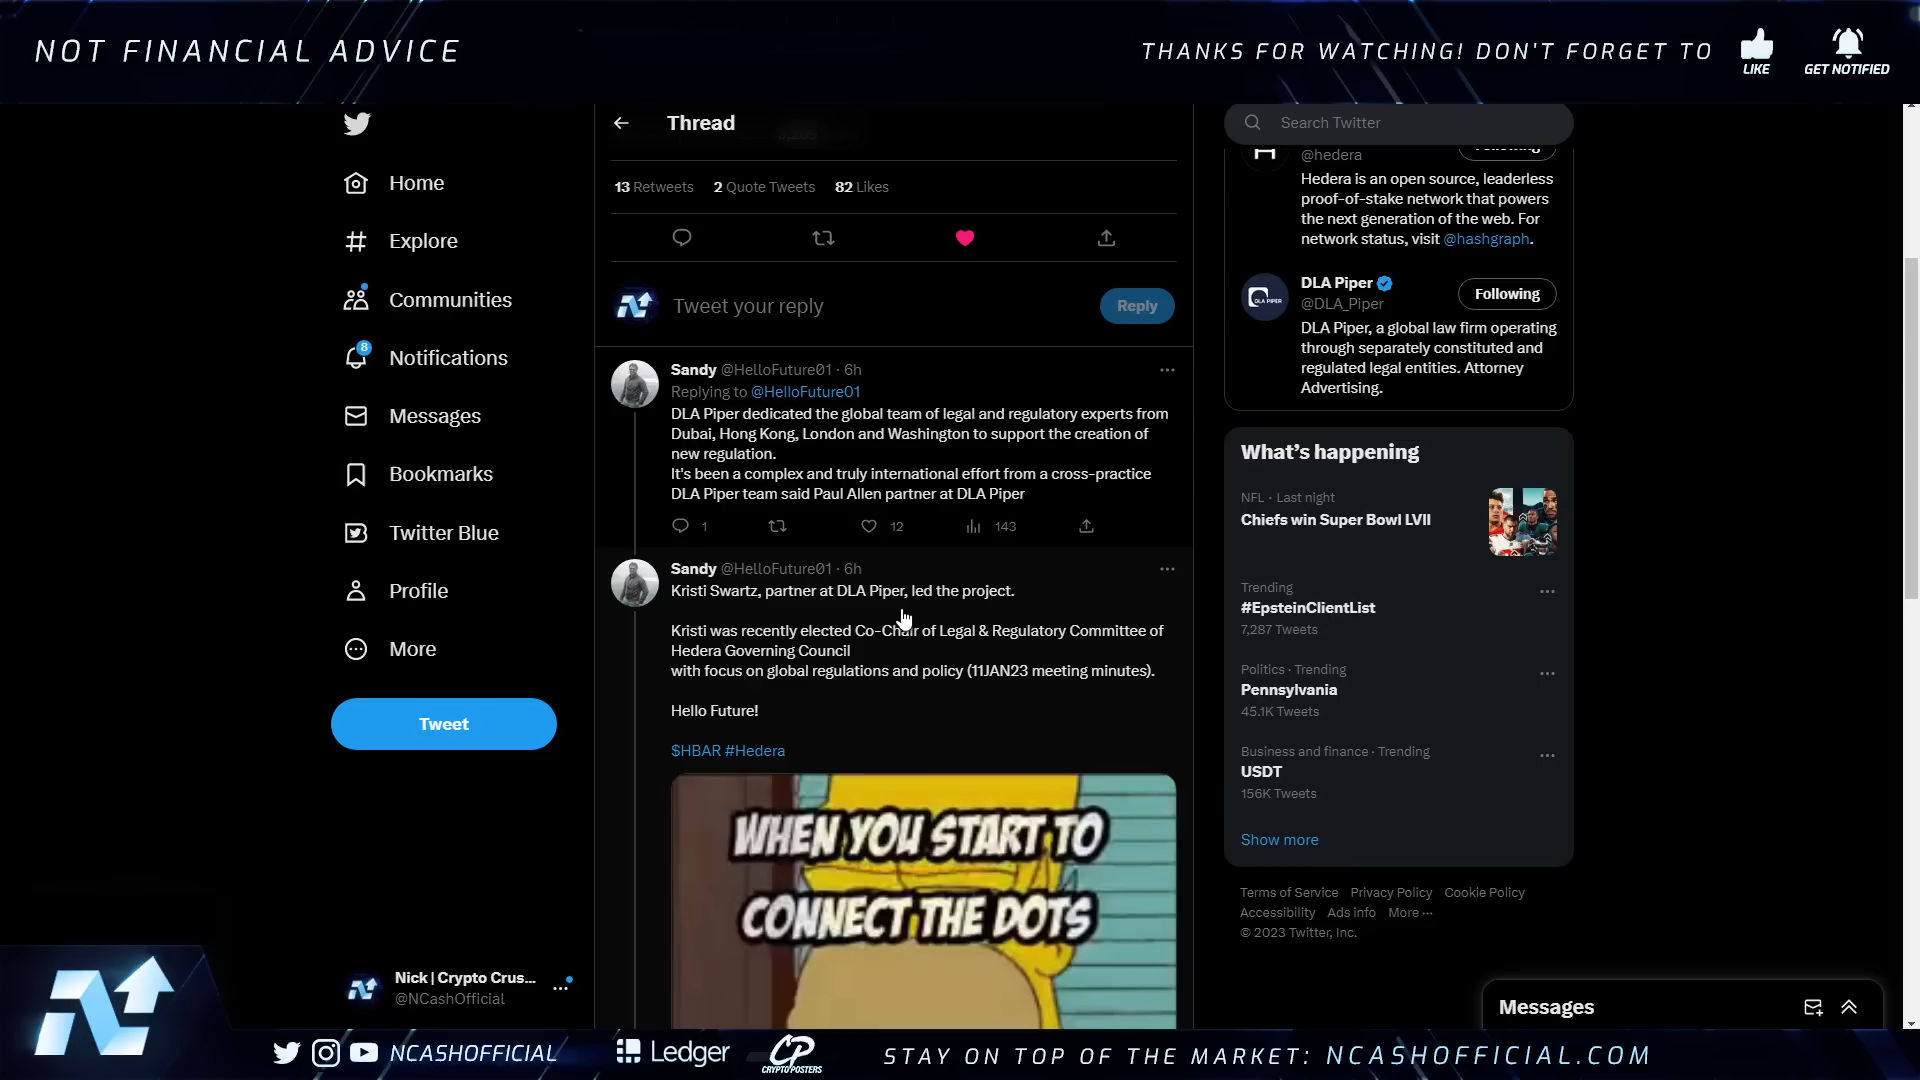 NOT FINANCIAL ADVICE
THANKS FOR WATCHING! DON'T FORGET TO
LIKE
GET NOTIFIED
Home
Explore
Communities
8
Notifications
Messages
Bookmarks
Twitter Blue
Profile
More
Tweet
Nick | Crypto Crus...
@NCashOfficial
Thread
13 Retweets 2 Quote Tweets 82 Likes
Tweet your reply
Reply
Sandy @HelloFuture01 · 6h
Replying to @HelloFuture01
DLA Piper dedicated the global team of legal and regulatory experts from
Dubai, Hong Kong, London and Washington to support the creation of
new regulation.
It's been a complex and truly international effort from a cross-practice
DLA Piper team said Paul Allen partner at DLA Piper
1 12 143
Sandy @HelloFuture01 · 6h
Kristi Swartz, partner at DLA Piper, led the project.
Kristi was recently elected Co-Chair of Legal & Regulatory Committee of
Hedera Governing Council
with focus on global regulations and policy (11JAN23 meeting minutes).
Hello Future!
$HBAR #Hedera
WHEN YOU START TO
CONNECT THE DOTS
Search Twitter
@hedera
Hedera is an open source, leaderless
proof-of-stake network that powers
the next generation of the web. For
network status, visit @hashgraph.
DLA PIPER
DLA Piper
@DLA_Piper
Following
DLA Piper, a global law firm operating
through separately constituted and
regulated legal entities. Attorney
Advertising.
What's happening
NFL · Last night
Chiefs win Super Bowl LVII
Trending
#EpsteinClientList
7,287 Tweets
Politics · Trending
Pennsylvania
45.1K Tweets
Business and finance · Trending
USDT
156K Tweets
Show more
Terms of Service Privacy Policy Cookie Policy
Accessibility Ads info More ···
© 2023 Twitter, Inc.
Messages
NCASHOFFICIAL
Ledger
CP
CRYPTOPOSTERS
STAY ON TOP OF THE MARKET: NCASHOFFICIAL.COM